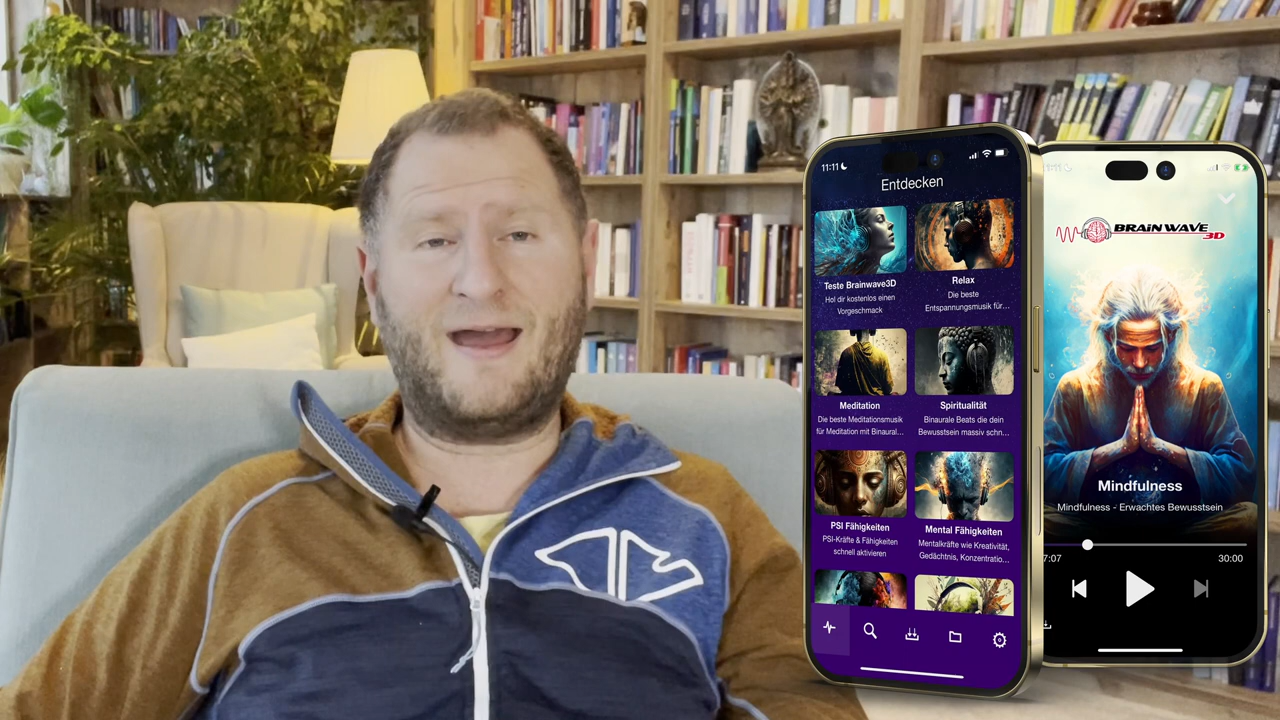 11:11
Entdecken
Teste Brainwave3D
Hol dir kostenlos einen
Vorgeschmack
Relax
Die beste
Entspannungsmusik für...
Meditation
Die beste Meditationsmusik
für Meditation mit Binaural...
Spiritualität
Binaurale Beats die dein
Bewusstsein massiv schn...
PSI Fähigkeiten
PSI-Kräfte & Fähigkeiten
schnell aktivieren
Mental Fähigkeiten
Mentalkräfte wie Kreativität,
Gedächtnis, Konzentratio...
BRAIN WAVE
3D
Mindfulness
Mindfulness - Erwachtes Bewusstsein
7:07
30:00